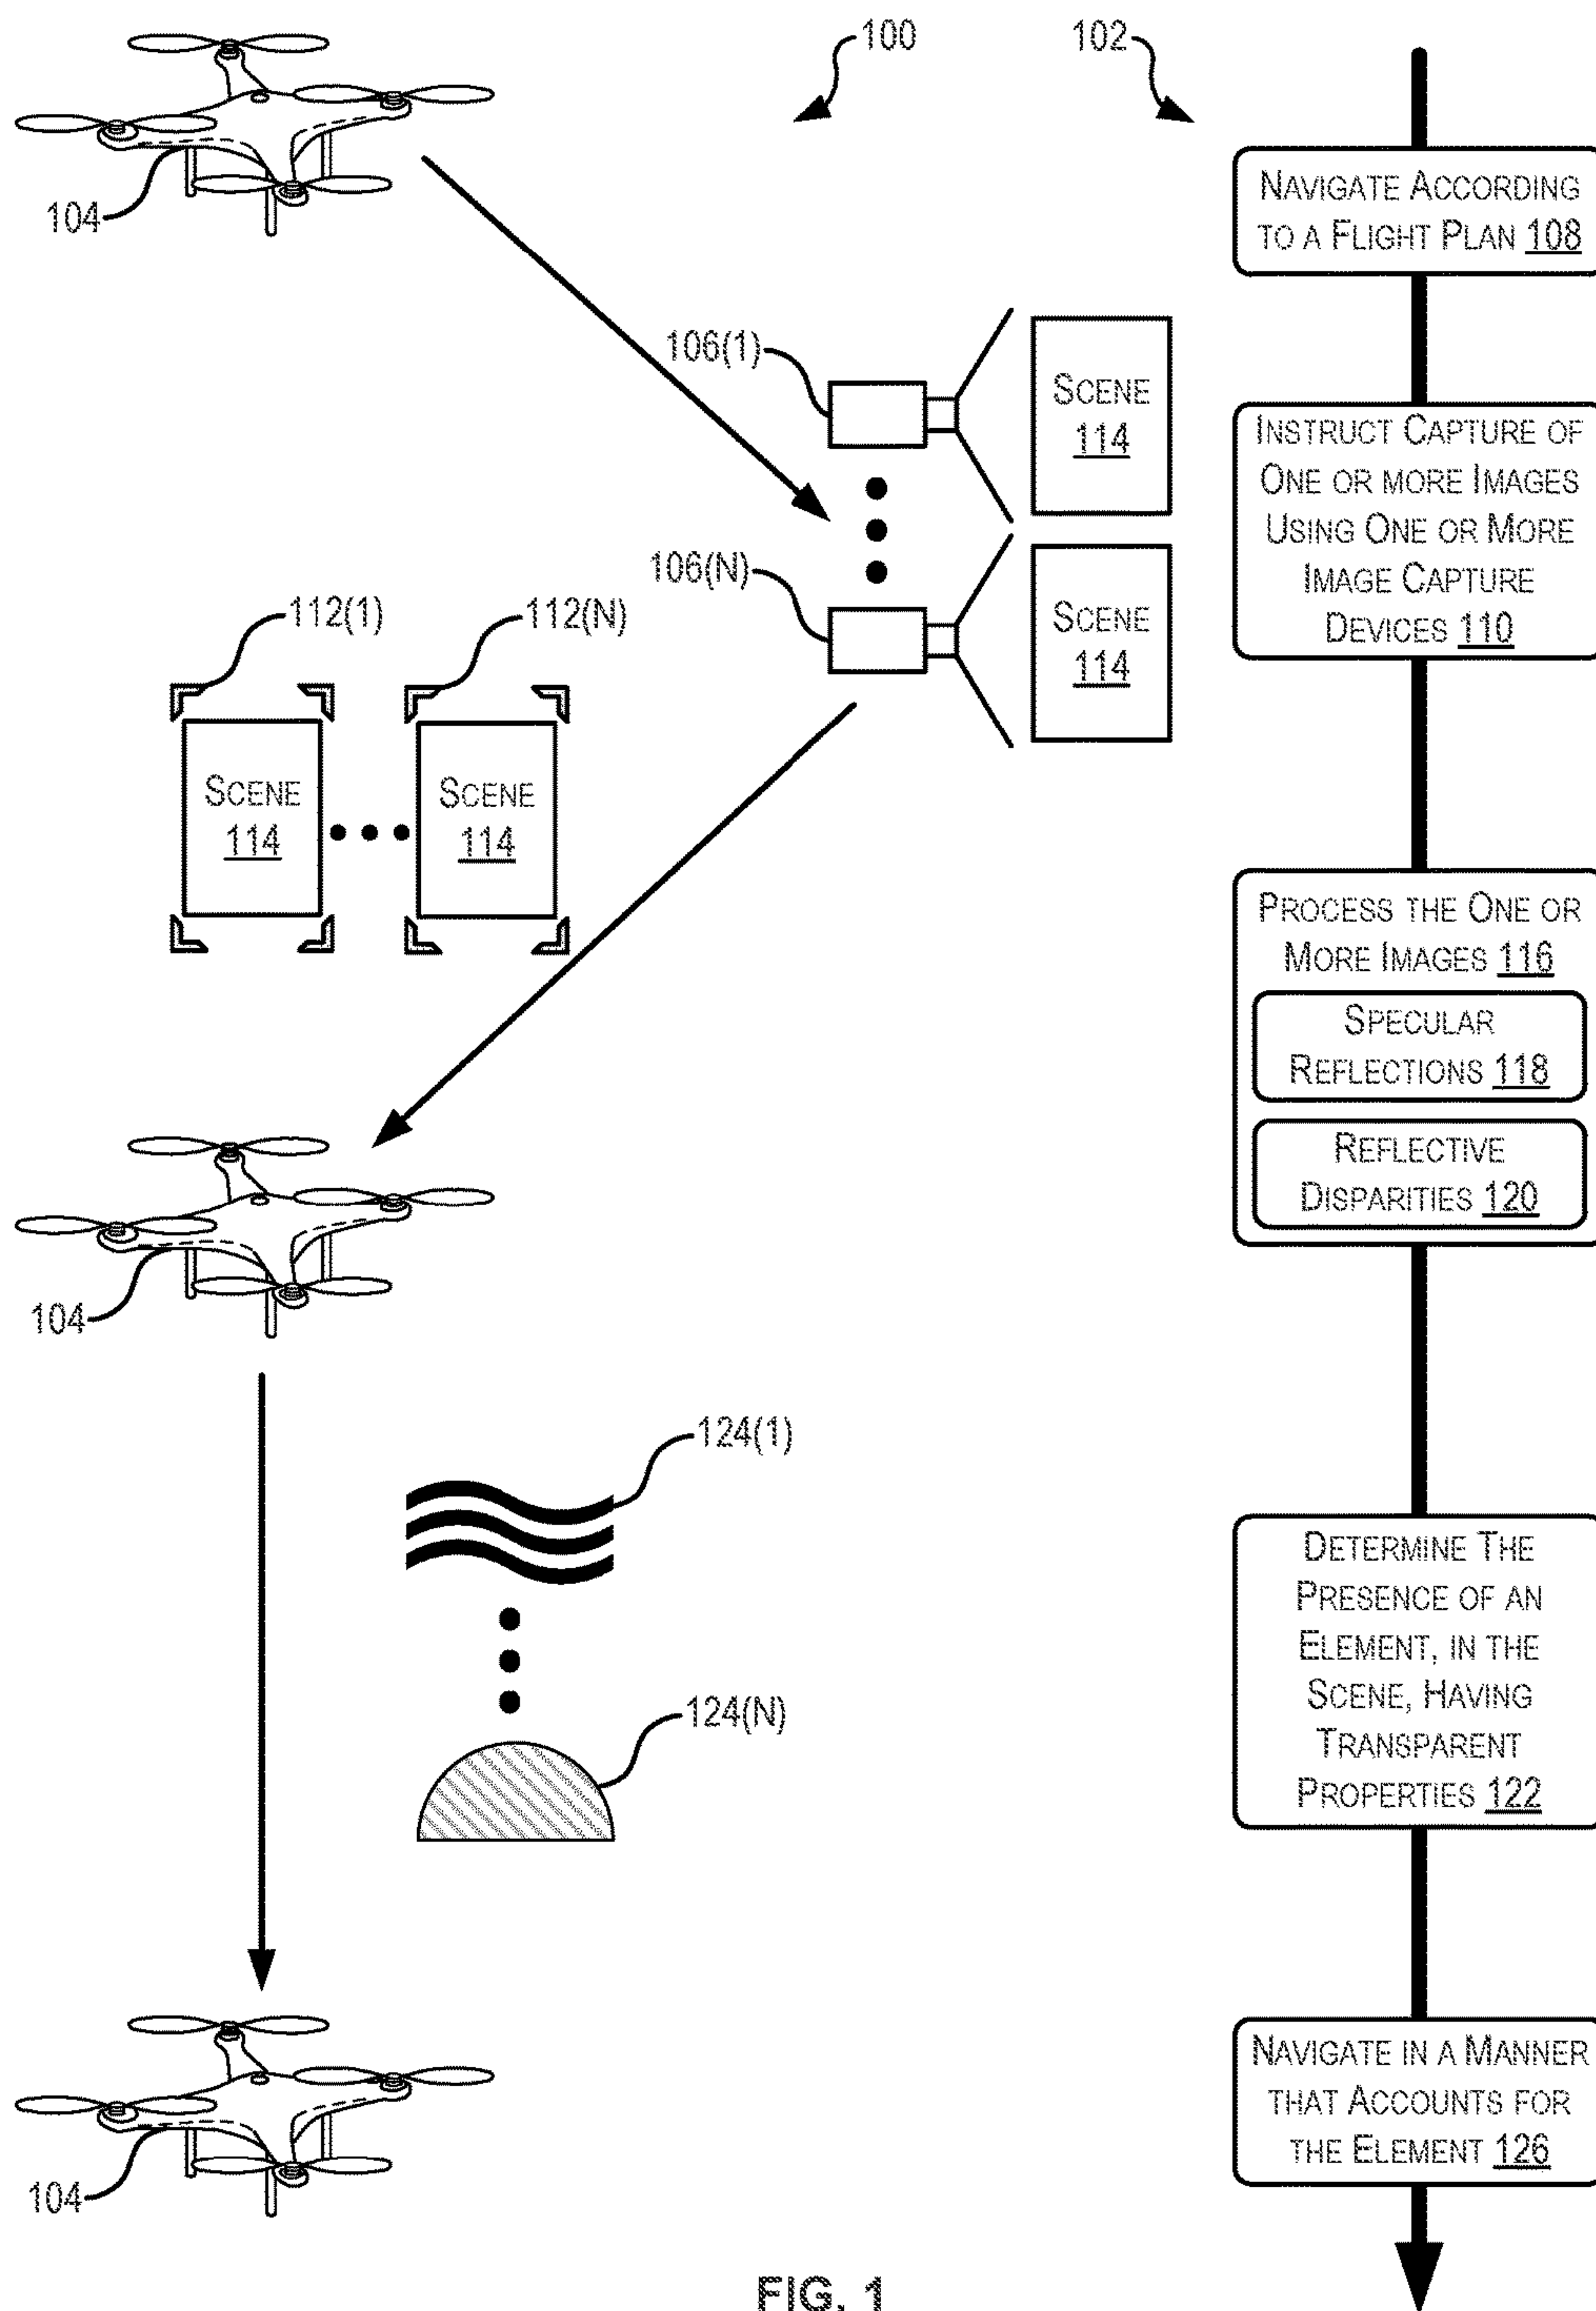 100
102
104
NAVIGATE ACCORDING
TO A FLIGHT PLAN 108
106(1)
SCENE
114
106(N)
SCENE
114
INSTRUCT CAPTURE OF
ONE OR MORE IMAGES
USING ONE OR MORE
IMAGE CAPTURE
DEVICES 110
112(1)
112(N)
SCENE
114
SCENE
114
PROCESS THE ONE OR
MORE IMAGES 116
SPECULAR
REFLECTIONS 118
REFLECTIVE
DISPARITIES 120
104
124(1)
124(N)
DETERMINE THE
PRESENCE OF AN
ELEMENT, IN THE
SCENE, HAVING
TRANSPARENT
PROPERTIES 122
104
NAVIGATE IN A MANNER
THAT ACCOUNTS FOR
THE ELEMENT 126
FIG. 1